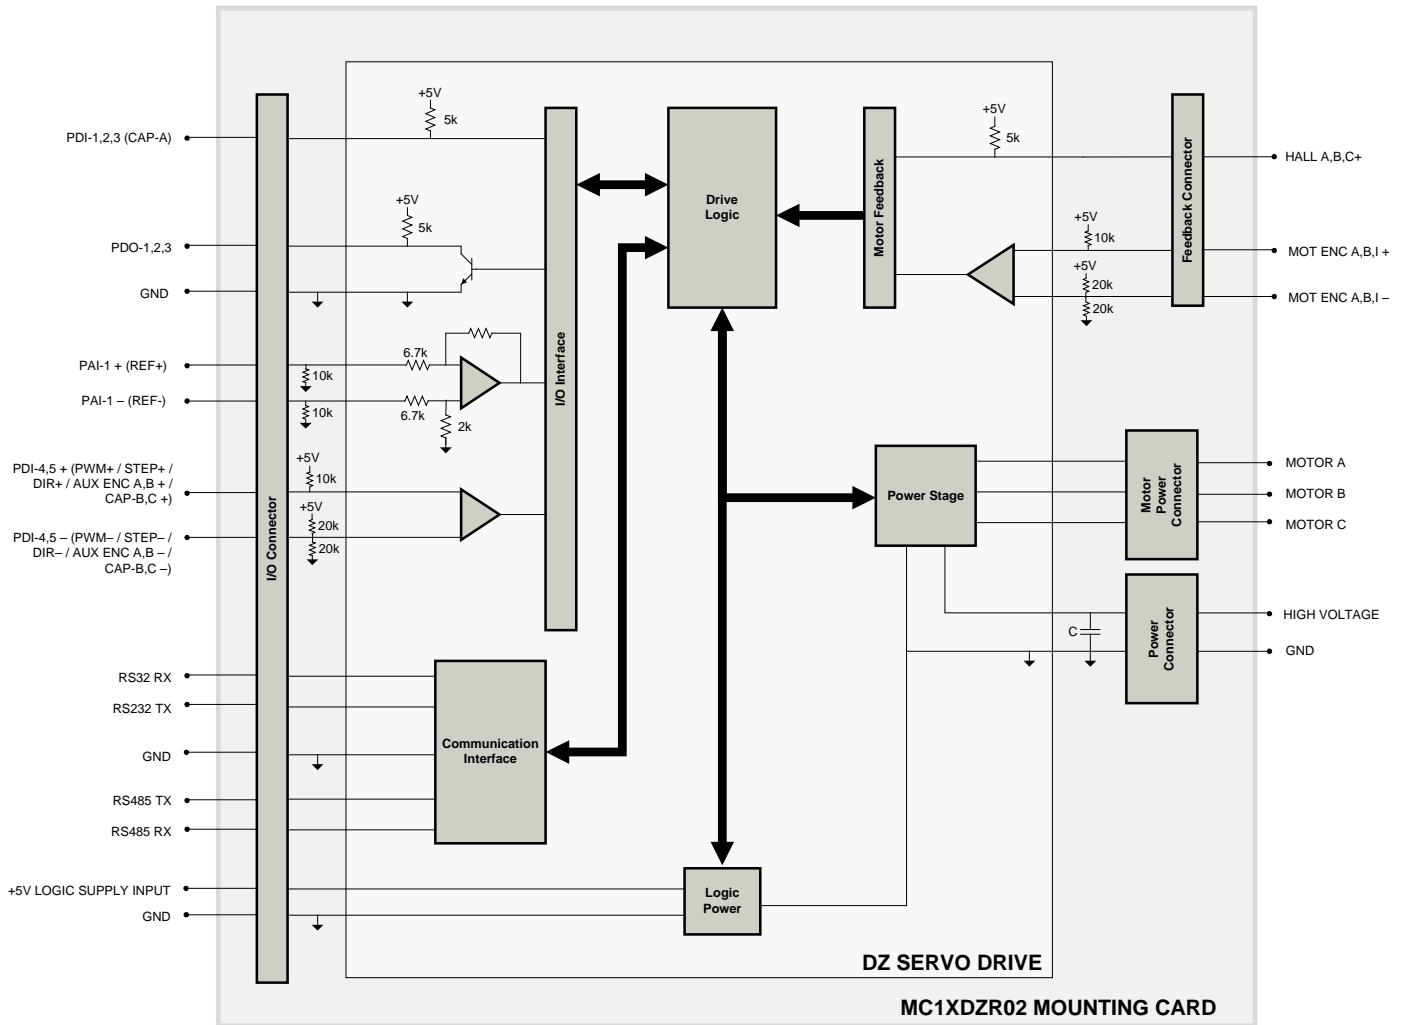 PDI-1,2,3 (CAP-A)
PDO-1,2,3
GND
PAI-1 + (REF+)
PAI-1 – (REF-)
PDI-4,5 + (PWM+ / STEP+ /
DIR+ / AUX ENC A,B + /
CAP-B,C +)
PDI-4,5 – (PWM– / STEP– /
DIR– / AUX ENC A,B – /
CAP-B,C –)
RS32 RX
RS232 TX
GND
RS485 TX
RS485 RX
+5V LOGIC SUPPLY INPUT
GND
I/O Connector
+5V
5k
+5V
5k
6.7k
10k
10k
6.7k
2k
+5V
10k
+5V
20k
20k
I/O Interface
Communication
Interface
Drive
Logic
Logic
Power
Motor Feedback
Power Stage
+5V
5k
+5V
10k
+5V
20k
20k
C
Feedback Connector
Motor
Power
Connector
Power
Connector
HALL A,B,C+
MOT ENC A,B,I +
MOT ENC A,B,I –
MOTOR A
MOTOR B
MOTOR C
HIGH VOLTAGE
GND
DZ SERVO DRIVE
MC1XDZR02 MOUNTING CARD